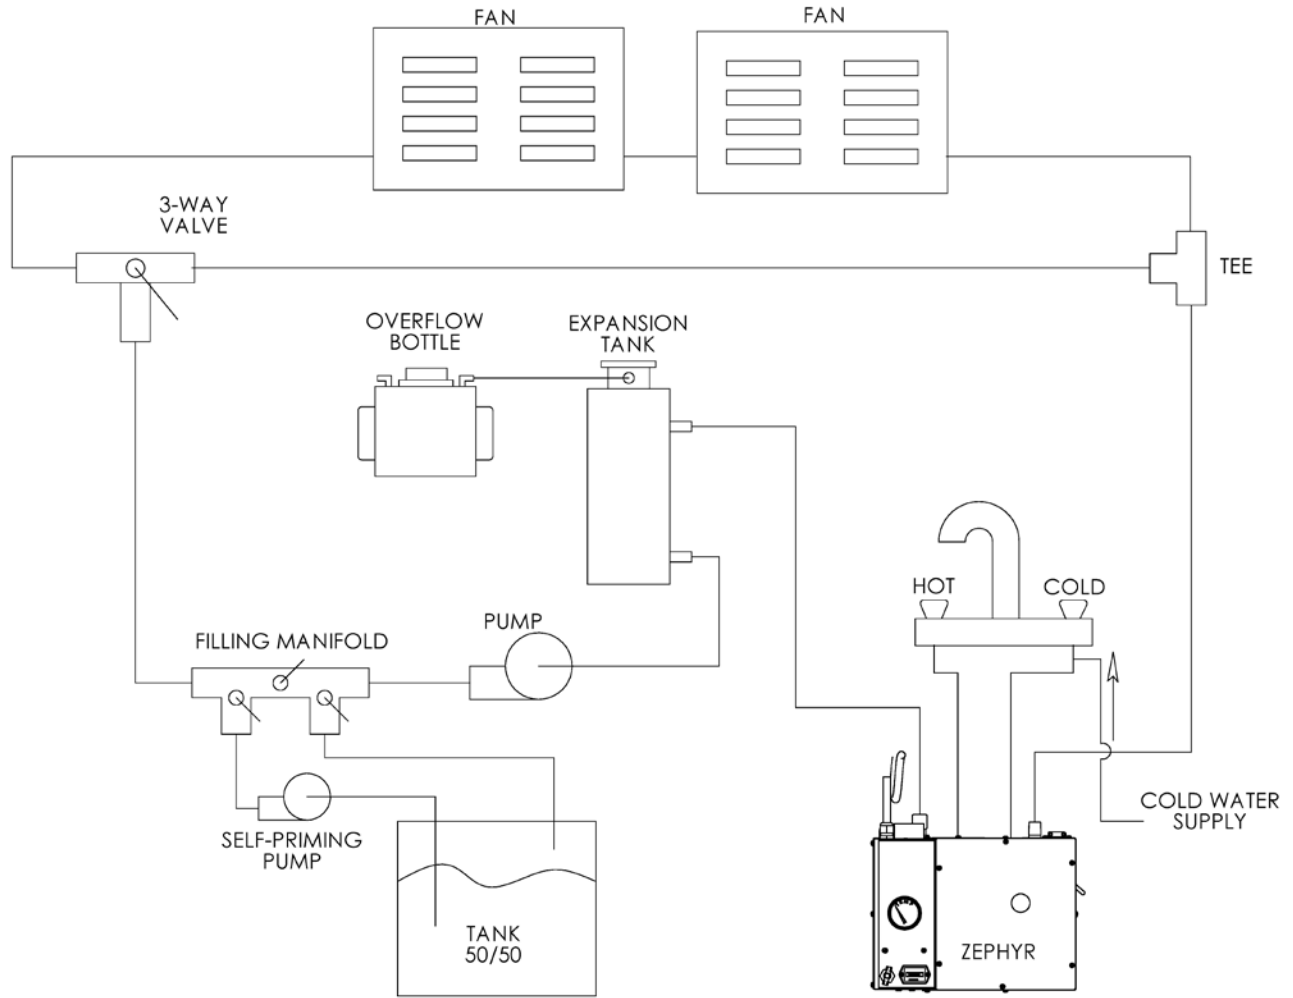 FAN
FAN
3-WAY
VALVE
TEE
OVERFLOW
BOTTLE
EXPANSION
TANK
HOT
COLD
PUMP
FILLING MANIFOLD
COLD WATER
SUPPLY
SELF-PRIMING
PUMP
TANK
50/50
ZEPHYR